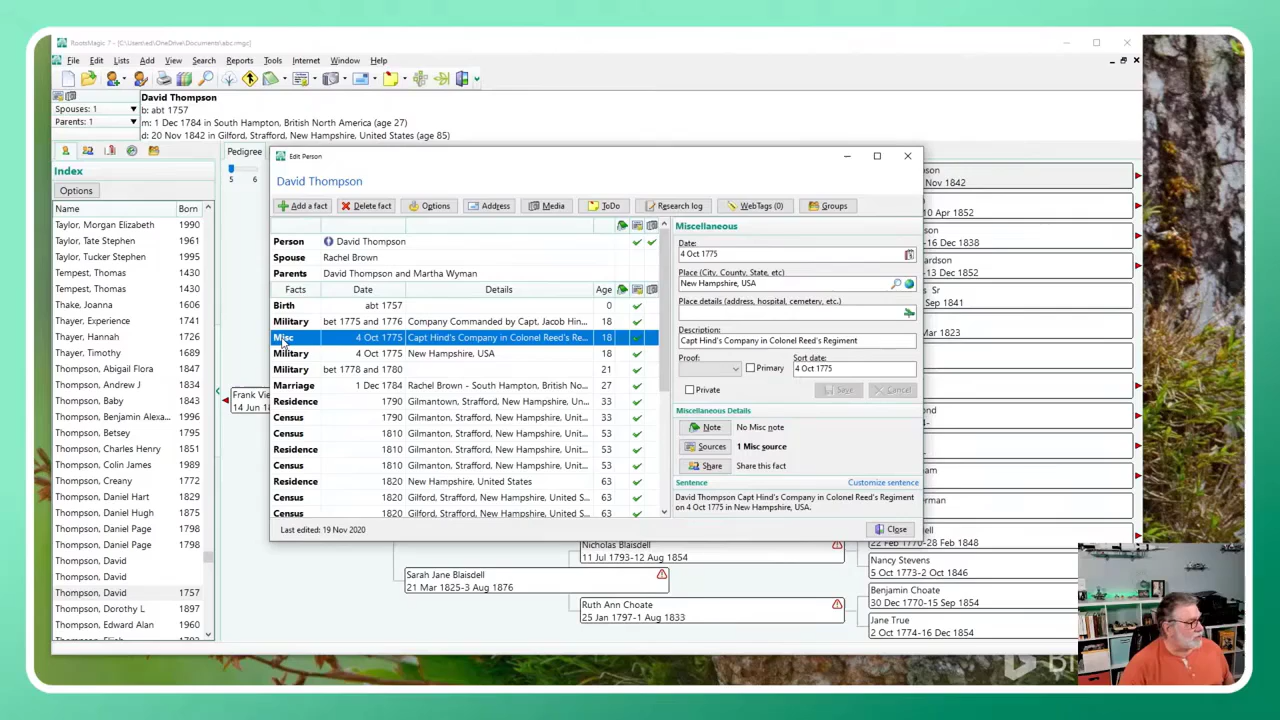 RootsMagic 7 - [C:\Users\ed\OneDrive\Documents\abc.rmgc]
File Edit Lists Add View Search Reports Tools Internet Window Help
David Thompson
Spouses: 1
b: abt 1757
Parents: 1
m: 1 Dec 1784 in South Hampton, British North America (age 27)
d: 20 Nov 1842 in Gilford, Strafford, New Hampshire, United States (age 85)
Index
Options
Name Born
Taylor, Morgan Elizabeth 1990
Taylor, Tate Stephen 1961
Taylor, Tucker Stephen 1995
Tempest, Thomas 1430
Tempest, Thomas 1430
Thake, Joanna 1606
Thayer, Experience 1731
Thayer, Hannah 1726
Thayer, Timothy 1689
Thomas, Abigail Flora 1847
Thompson, Andrew J 1834
Thompson, Baby 1843
Thompson, Benjamin Alexa... 1996
Thompson, Betsey 1795
Thompson, Charles Henry 1851
Thompson, Colin James 1989
Thompson, Creany 1772
Thompson, Daniel Hart 1829
Thompson, Daniel Hugh 1875
Thompson, Daniel Page 1798
Thompson, Daniel Page 1798
Thompson, David
Thompson, David
Thompson, David 1757
Thompson, Dorothy L 1897
Thompson, Edward Alan 1960
Pedigree
5 6
Frank Vie
14 Jun 18
Edit Person
David Thompson
Add a fact Delete fact Options Address Media ToDo Research log WebTags (0) Groups
Person David Thompson
Spouse Rachel Brown
Parents David Thompson and Martha Wyman
Facts Date Details Age
Birth abt 1757 0
Military bet 1775 and 1776 Company Commanded by Capt. Jacob Hin... 18
Misc 4 Oct 1775 Capt Hind's Company in Colonel Reed's Re... 18
Military 4 Oct 1775 New Hampshire, USA 18
Military bet 1778 and 1780 21
Marriage 1 Dec 1784 Rachel Brown - South Hampton, British No... 27
Residence 1790 Gilmantown, Strafford, New Hampshire, ... 33
Census 1790 Gilmanton, Strafford, New Hampshire, Unit... 33
Census 1810 Gilmanton, Strafford, New Hampshire, Unit... 53
Residence 1810 Gilmanton, Strafford, New Hampshire, Unit... 53
Census 1810 Gilmanton, Strafford, New Hampshire, Unit... 53
Residence 1820 New Hampshire, United States 63
Census 1820 Gilford, Strafford, New Hampshire, United S... 63
Census 1820 Gilford, Strafford, New Hampshire, United S... 63
Last edited: 19 Nov 2020
Miscellaneous
Date:
4 Oct 1775
Place (City, County, State, etc)
New Hampshire, USA
Place details (address, hospital, cemetery, etc.)
Description:
Capt Hind's Company in Colonel Reed's Regiment
Proof: Primary Sort date:
4 Oct 1775
Private Save Cancel
Miscellaneous Details
Note No Misc note
Sources 1 Misc source
Share Share this fact
Sentence Customize sentence
David Thompson Capt Hind's Company in Colonel Reed's Regiment
on 4 Oct 1775 in New Hampshire, USA.
Close
Nov 1842
10 Apr 1852
-16 Dec 1838
ardson
-13 Dec 1852
Sr
1841
1823
ond
am
erman
ell
22 Feb 1770-28 Aug 1848
Nancy Stevens
5 Oct 1773-2 Oct 1846
Benjamin Choate
30 Dec 1770-15 Sep 1854
Jane True
2 Oct 1774-16 Dec 1854
Nicholas Blaisdell
11 Jul 1793-12 Aug 1854
Sarah Jane Blaisdell
21 Mar 1825-3 Aug 1876
Ruth Ann Choate
25 Jan 1797-1 Aug 1833